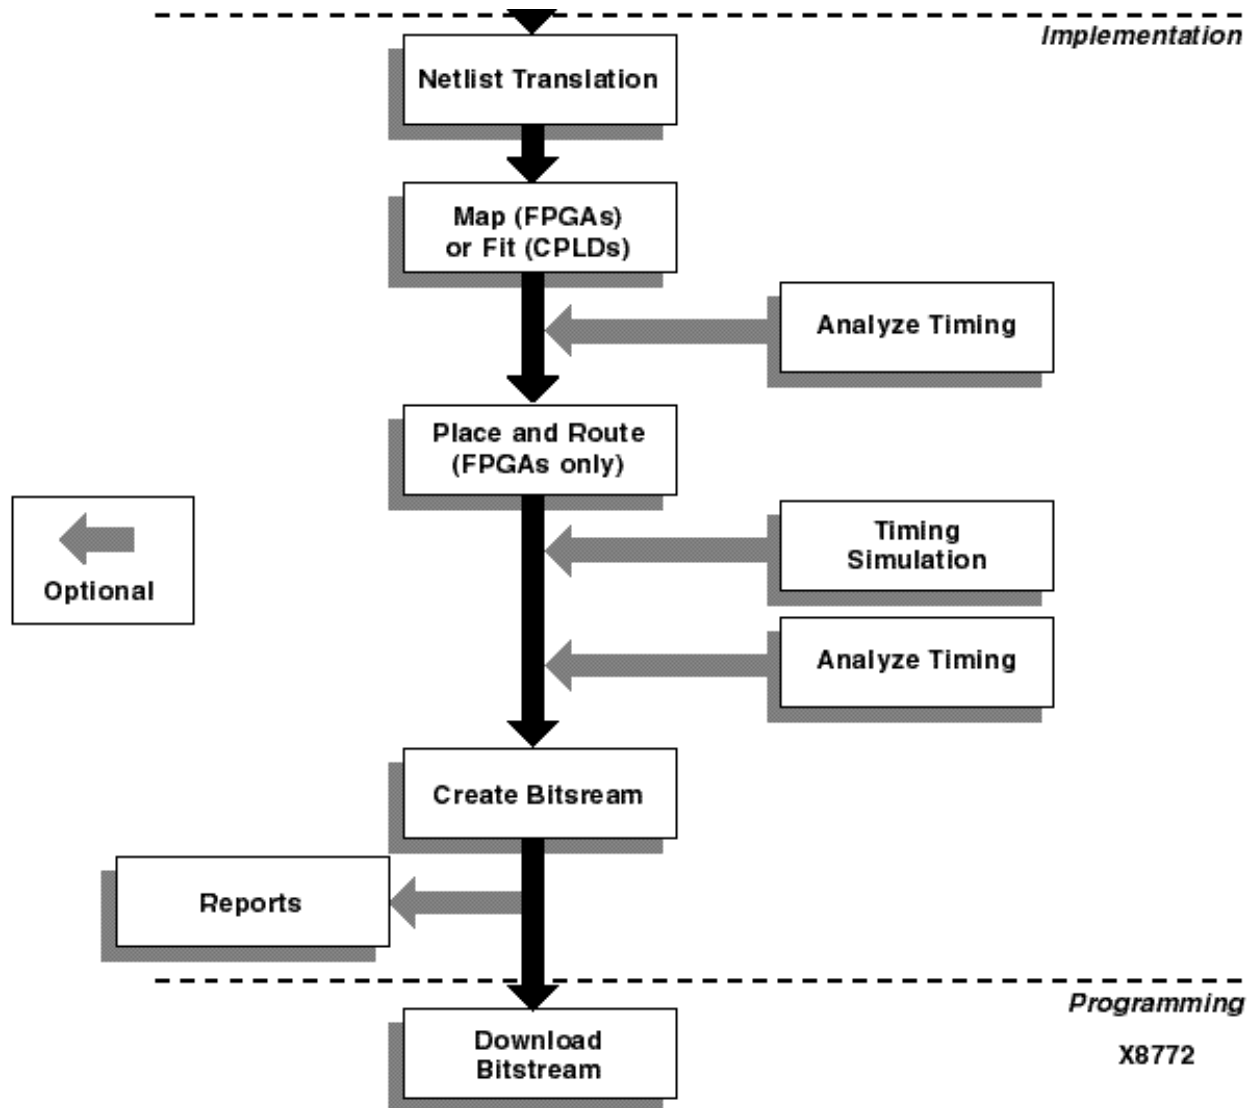 Implementation
Netlist Translation
Map (FPGAs)
or Fit (CPLDs)
Analyze Timing
Place and Route
(FPGAs only)
Timing
Simulation
Optional
Analyze Timing
Create Bitsream
Reports
Programming
Download
Bitstream
X8772